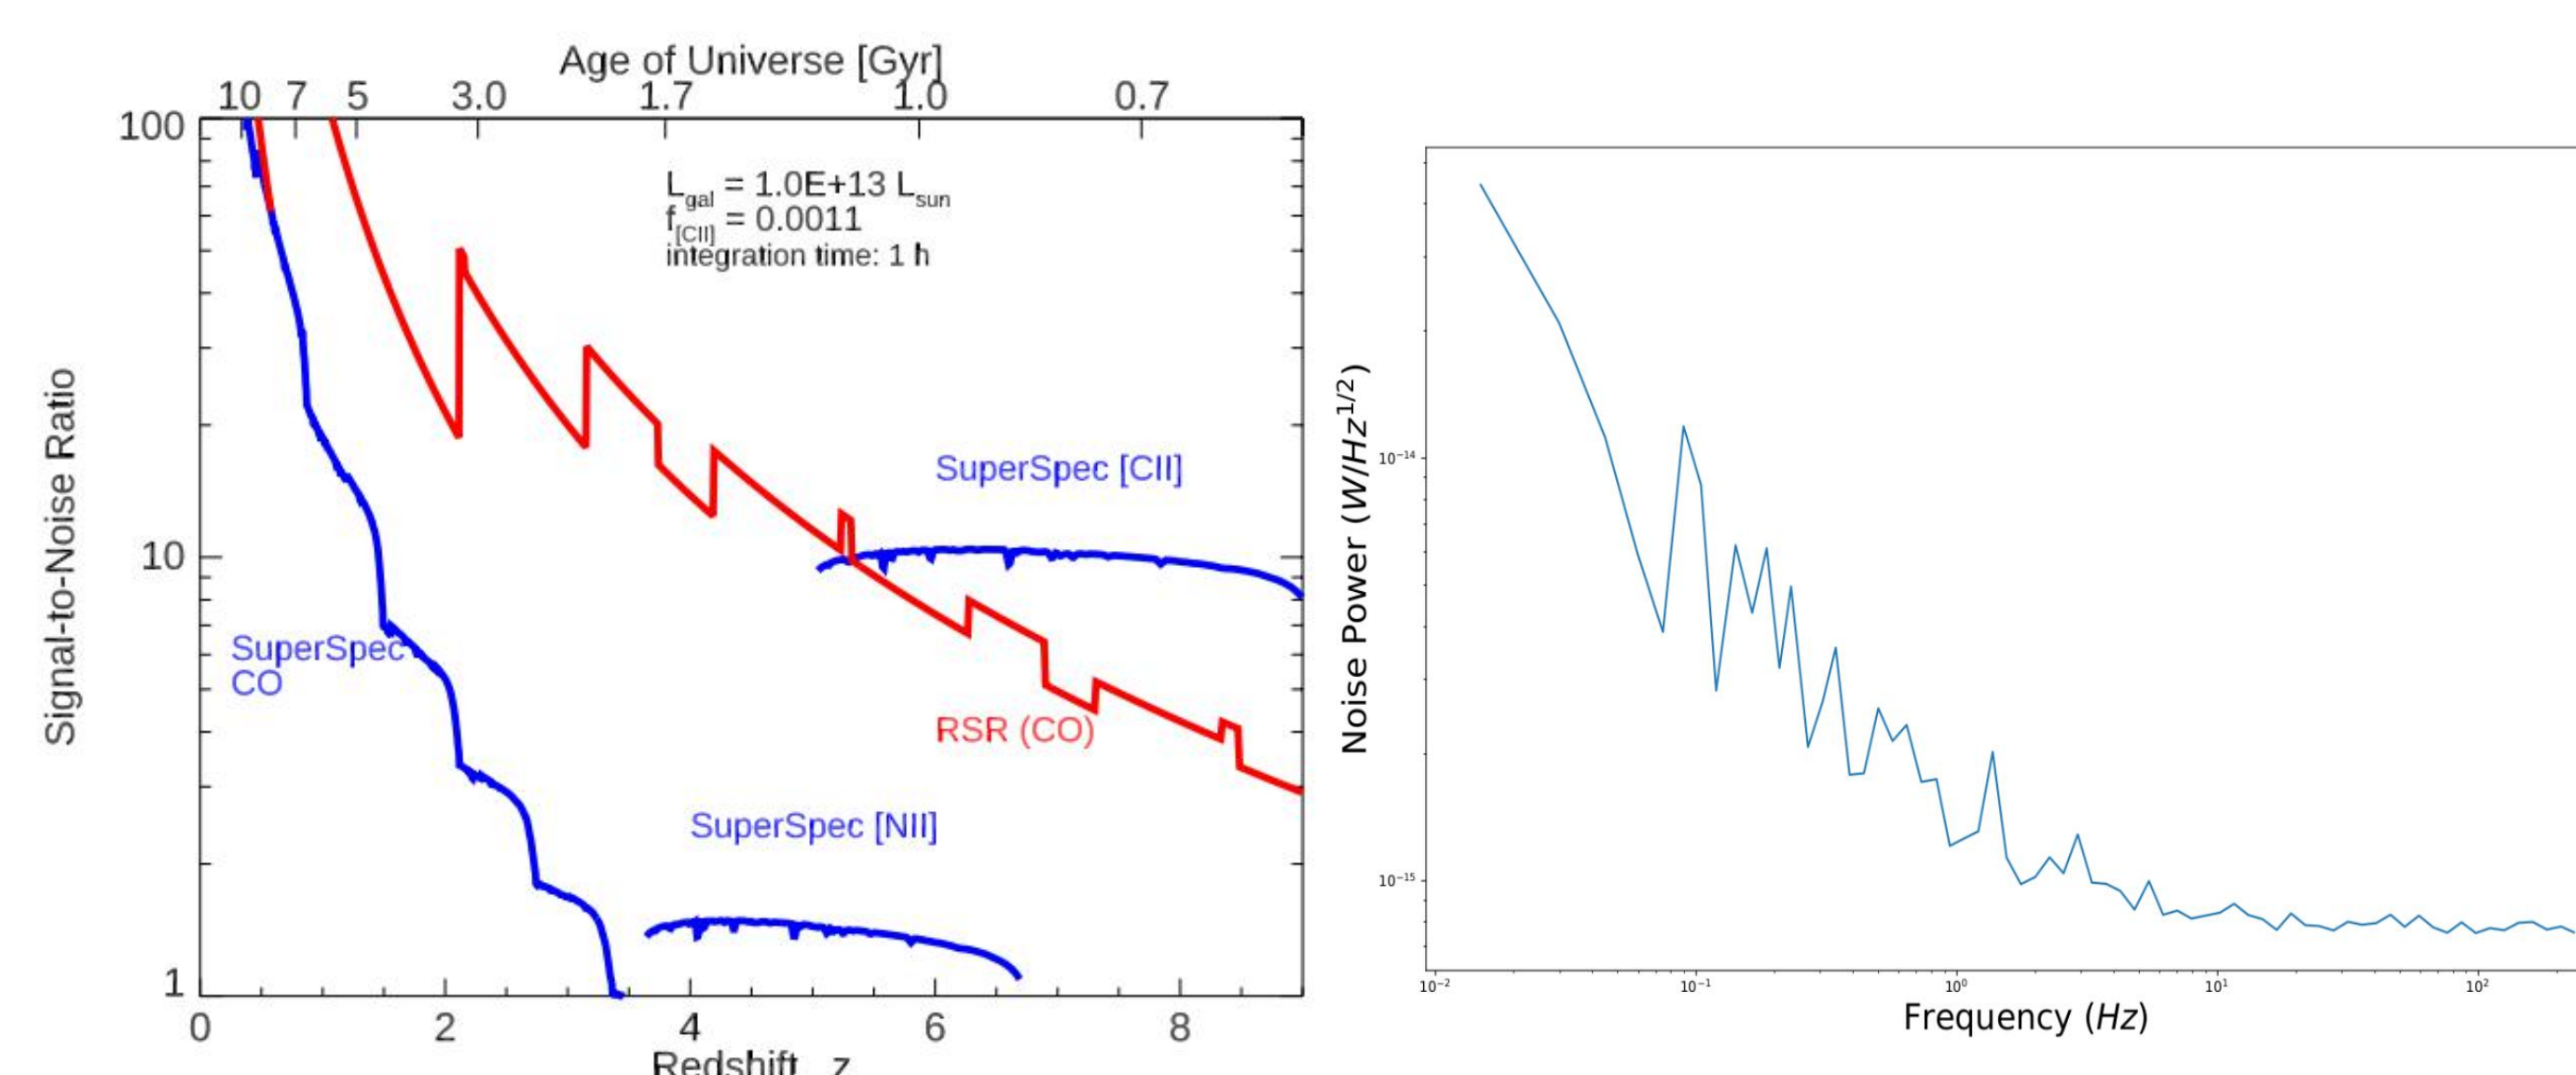 Age of Universe [Gyr]
10 7 5 3.0 1.7 1.0 0.7
100
10
1
Signal-to-Noise Ratio
L_gal = 1.0E+13 L_sun
f_[CII] = 0.0011
integration time: 1 h
SuperSpec [CII]
SuperSpec
CO
RSR (CO)
SuperSpec [NII]
0 2 4 6 8
Redshift z
Noise Power (W/Hz^1/2)
10^-14
10^-15
10^-2 10^-1 10^0 10^1 10^2
Frequency (Hz)